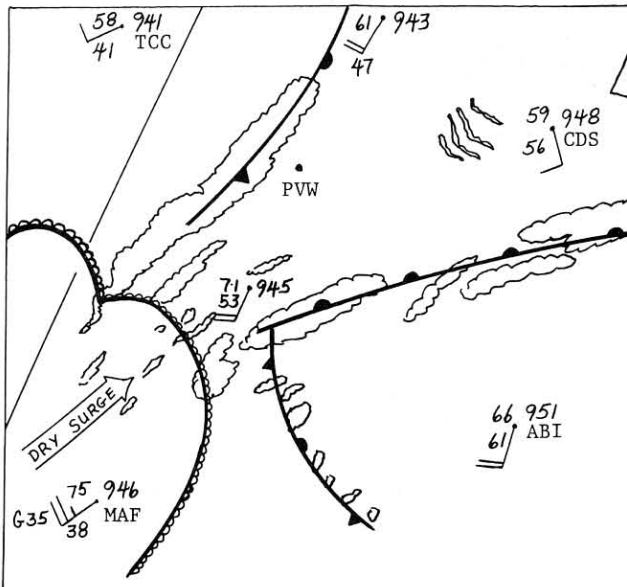 58 941
41 TCC
61 943
47
59 948
56 CDS
PVW
71 945
53
DRY SURGE
66 951
61 ABI
75 946
G35 38 MAF